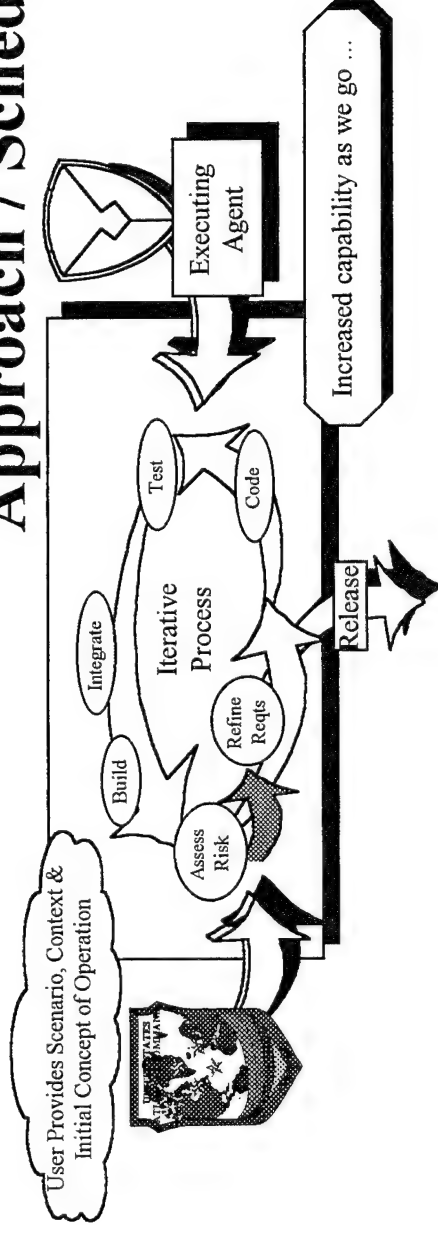 Approach / Sched
User Provides Scenario, Context &
Initial Concept of Operation
Build
Integrate
Test
Code
Iterative
Process
Assess
Risk
Refine
Reqts
Executing
Agent
Release
Increased capability as we go ...